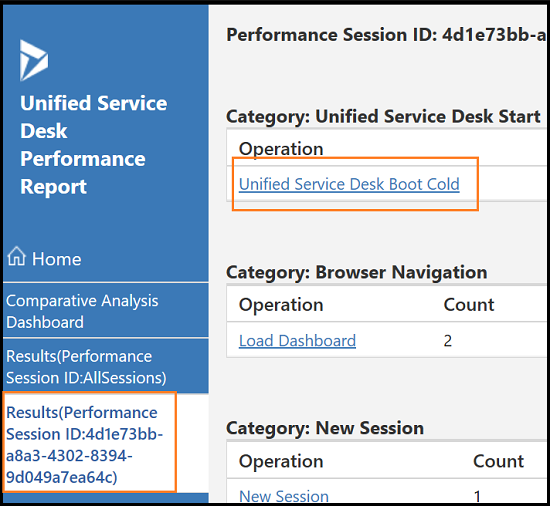 Unified Service
Desk
Performance
Report
Home
Comparative Analysis
Dashboard
Results(Performance
Session ID:AllSessions)
Results(Performance
Session ID:4d1e73bb-
a8a3-4302-8394-
9d049a7ea64c)
Performance Session ID: 4d1e73bb-a
Category: Unified Service Desk Start
Operation
Unified Service Desk Boot Cold
Category: Browser Navigation
Operation Count
Load Dashboard 2
Category: New Session
Operation Count
New Session 1